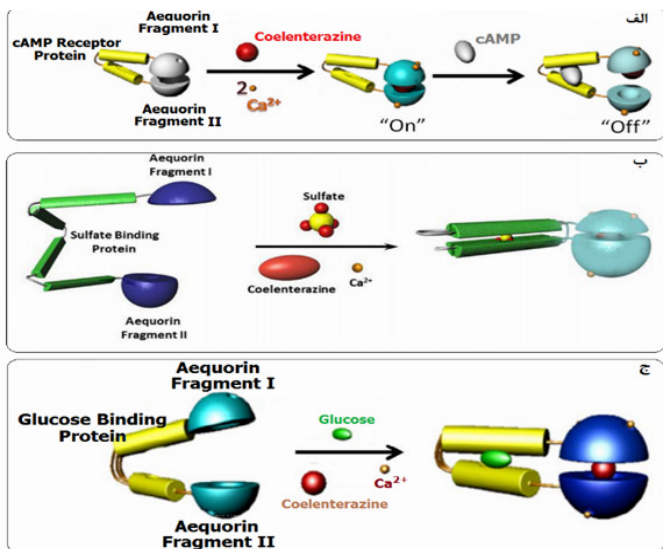 الف
Aequorin
Fragment I
cAMP Receptor
Protein
Aequorin
Fragment II
Coelenterazine
2
Ca2+
"On"
cAMP
"Off"
ب
Aequorin
Fragment I
Sulfate Binding
Protein
Aequorin
Fragment II
Sulfate
Coelenterazine
Ca2+
ج
Aequorin
Fragment I
Glucose Binding
Protein
Aequorin
Fragment II
Glucose
Ca2+
Coelenterazine